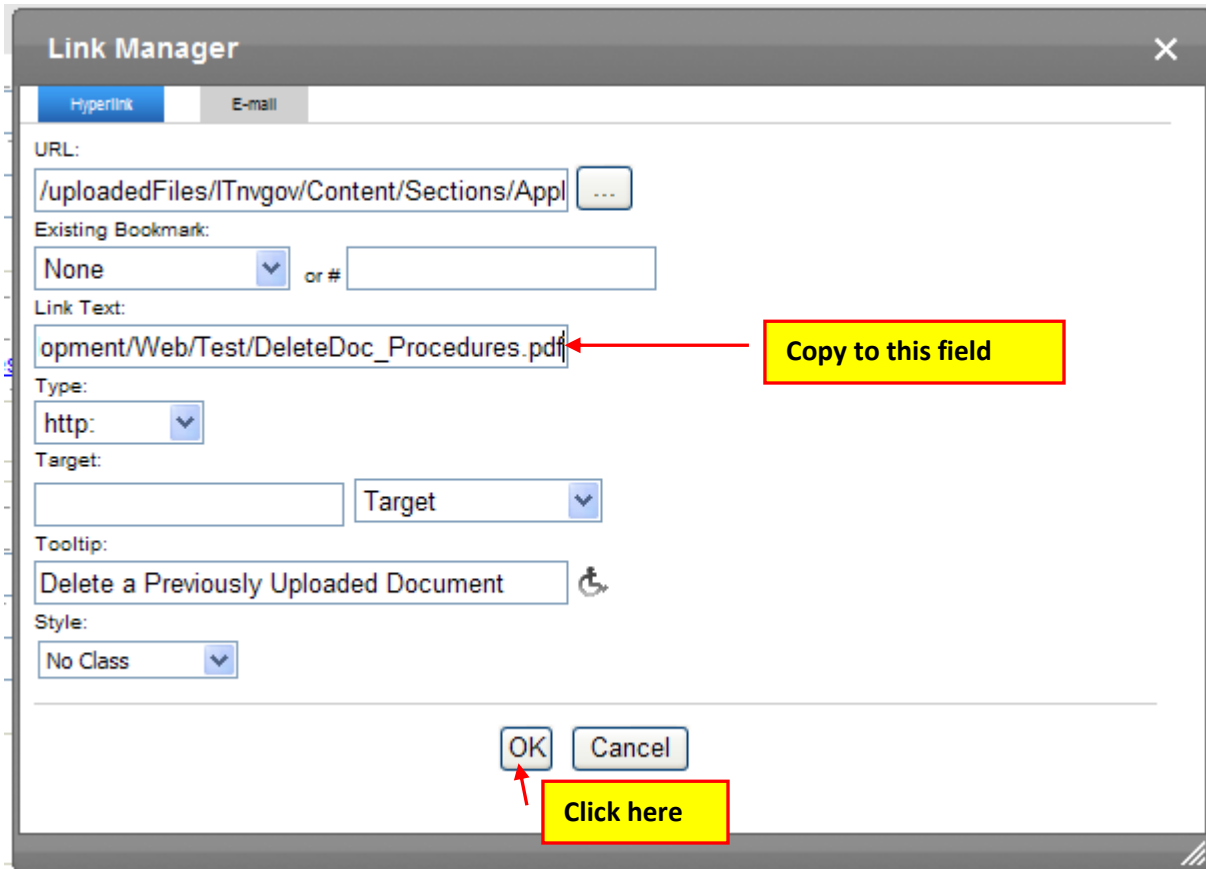 Link Manager
Hyperlink E-mail
URL:
/uploadedFiles/ITnvgov/Content/Sections/Appl ...
Existing Bookmark:
None or #
Link Text:
opment/Web/Test/DeleteDoc_Procedures.pdf Copy to this field
Type:
http:
Target:
Target
Tooltip:
Delete a Previously Uploaded Document
Style:
No Class
OK Cancel
Click here